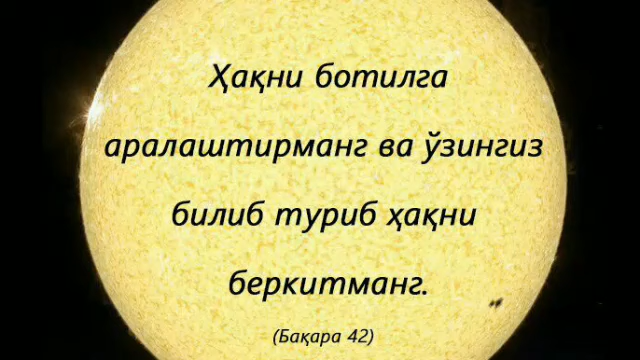 Ҳақни ботилга
аралаштирманг ва ўзингиз
билиб туриб ҳақни
беркитманг.
(Бақара 42)